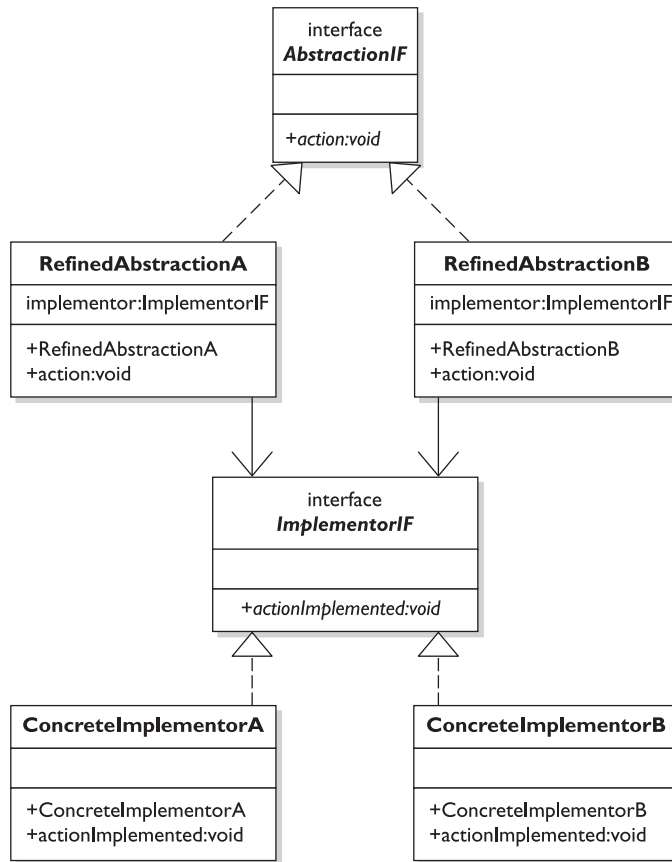 interface
AbstractionIF
+action:void
RefinedAbstractionA
implementor:ImplementorIF
+RefinedAbstractionA
+action:void
RefinedAbstractionB
implementor:ImplementorIF
+RefinedAbstractionB
+action:void
interface
ImplementorIF
+actionImplemented:void
ConcreteImplementorA
+ConcreteImplementorA
+actionImplemented:void
ConcreteImplementorB
+ConcreteImplementorB
+actionImplemented:void